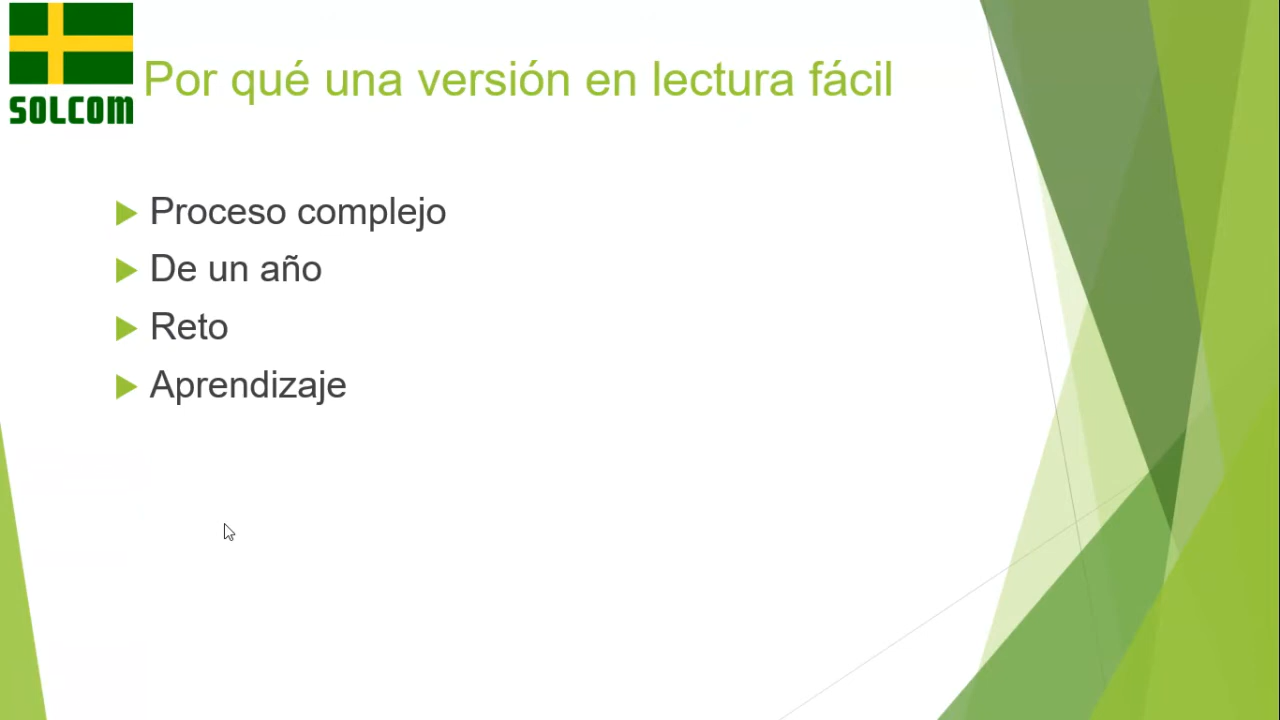 Por qué una versión en lectura fácil
SOLCOM
Proceso complejo
De un año
Reto
Aprendizaje